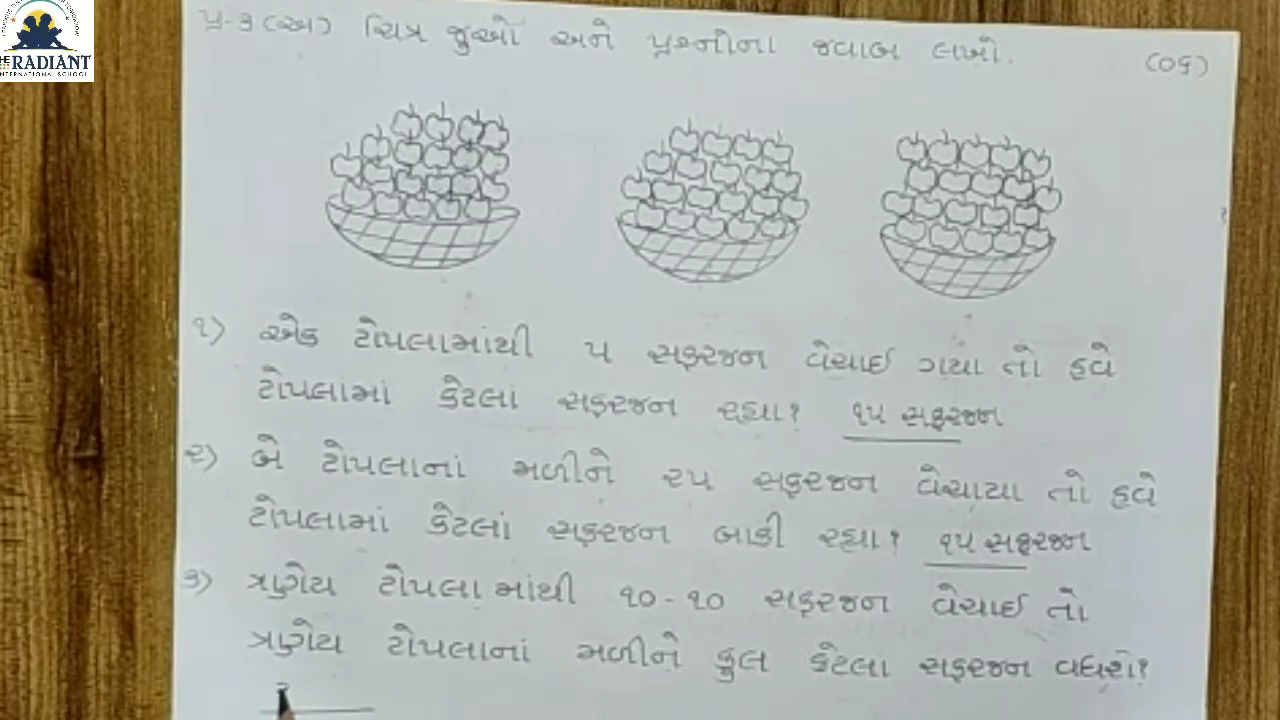 THE RADIANT
INTERNATIONAL SCHOOL
પ્ર-૩(અ) ચિત્ર જુઓ અને પ્રશ્નોના જવાબ લખો. (૦૬)
૧) એક ટોપલામાંથી ૫ સફરજન વેચાઈ ગયા તો હવે
ટોપલામાં કેટલાં સફરજન રહ્યા? ૧૫ સફરજન
૨) બે ટોપલાનાં મળીને ૨૫ સફરજન વેચાયા તો હવે
ટોપલામાં કેટલાં સફરજન બાકી રહ્યા? ૧૫ સફરજન
૩) ત્રણેય ટોપલામાંથી ૧૦-૧૦ સફરજન વેચાઈ તો
ત્રણેય ટોપલાનાં મળીને કુલ કેટલા સફરજન વધશે?